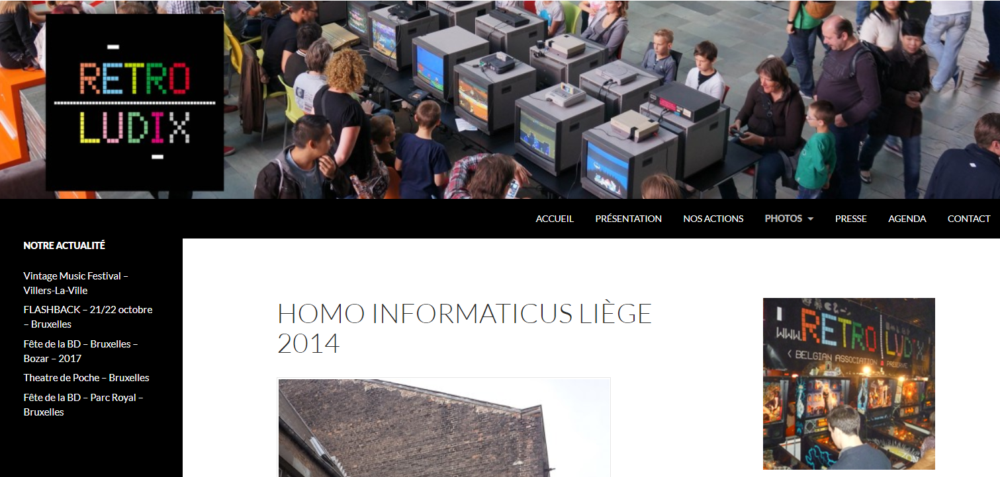 RETRO
LUDIX
ACCUEIL
PRÉSENTATION
NOS ACTIONS
PHOTOS
PRESSE
AGENDA
CONTACT
NOTRE ACTUALITÉ
Vintage Music Festival –
Villers-La-Ville
FLASHBACK – 21/22 octobre
– Bruxelles
Fête de la BD – Bruxelles –
Bozar – 2017
Theatre de Poche – Bruxelles
Fête de la BD – Parc Royal –
Bruxelles
HOMO INFORMATICUS LIÈGE
2014
WWW.RETRO LUDIX
< BELGIAN ASSOCIATION PRESERVE